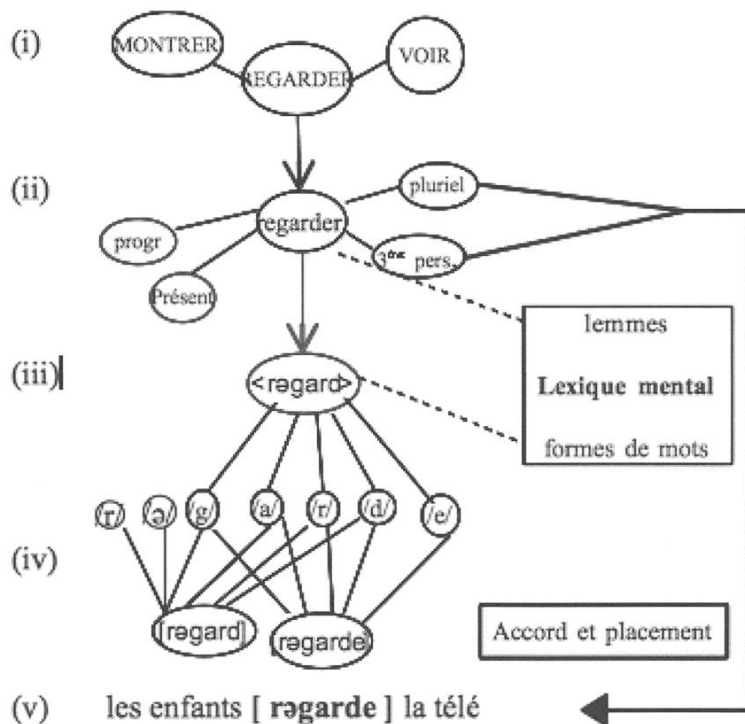 (i) MONTRER REGARDER VOIR
(ii) regarder pluriel
progr 3ème pers.
Présent
lemmes
Lexique mental
formes de mots
(iii) <rəgard>
/r/ /ə/ /g/ /a/ /r/ /d/ /e/
(iv)
[rəgard] [rəgarde]
Accord et placement
(v) les enfants [ rəgarde ] la télé